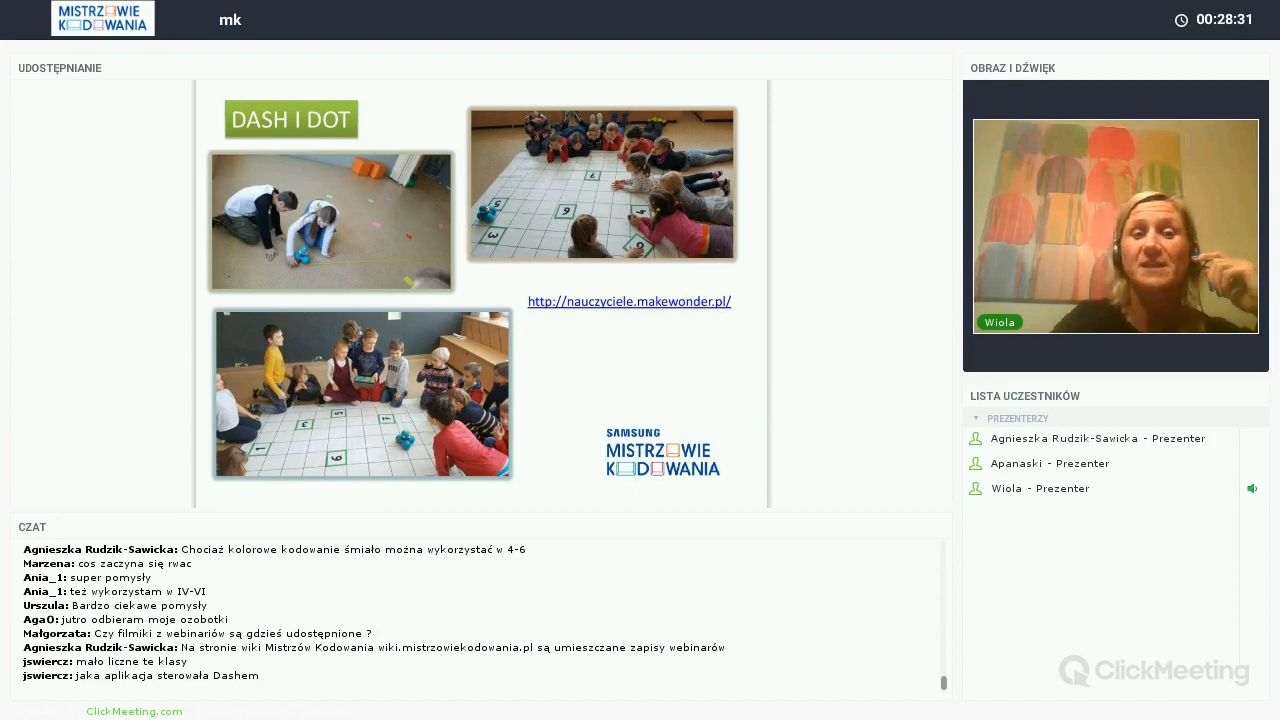 MISTRZOWIE
KODOWANIA
mk
00:28:31
UDOSTĘPNIANIE
OBRAZ I DŹWIĘK
DASH I DOT
http://nauczyciele.makewonder.pl/
SAMSUNG
MISTRZOWIE
KODOWANIA
Wiola
LISTA UCZESTNIKÓW
PREZENTERZY
Agnieszka Rudzik-Sawicka - Prezenter
Apanaski - Prezenter
Wiola - Prezenter
CZAT
Agnieszka Rudzik-Sawicka: Chociaż kolorowe kodowanie śmiało można wykorzystać w 4-6
Marzena: cos zaczyna się rwac
Ania_1: super pomysły
Ania_1: też wykorzystam w IV-VI
Urszula: Bardzo ciekawe pomysły
AgaO: jutro odbieram moje ozobotki
Małgorzata: Czy filmiki z webinariów są gdzieś udostępnione ?
Agnieszka Rudzik-Sawicka: Na stronie wiki Mistrzów Kodowania wiki.mistrzowiekodowania.pl są umieszczane zapisy webinarów
jswiercz: mało liczne te klasy
jswiercz: jaka aplikacja sterowała Dashem
ClickMeeting
ClickMeeting.com